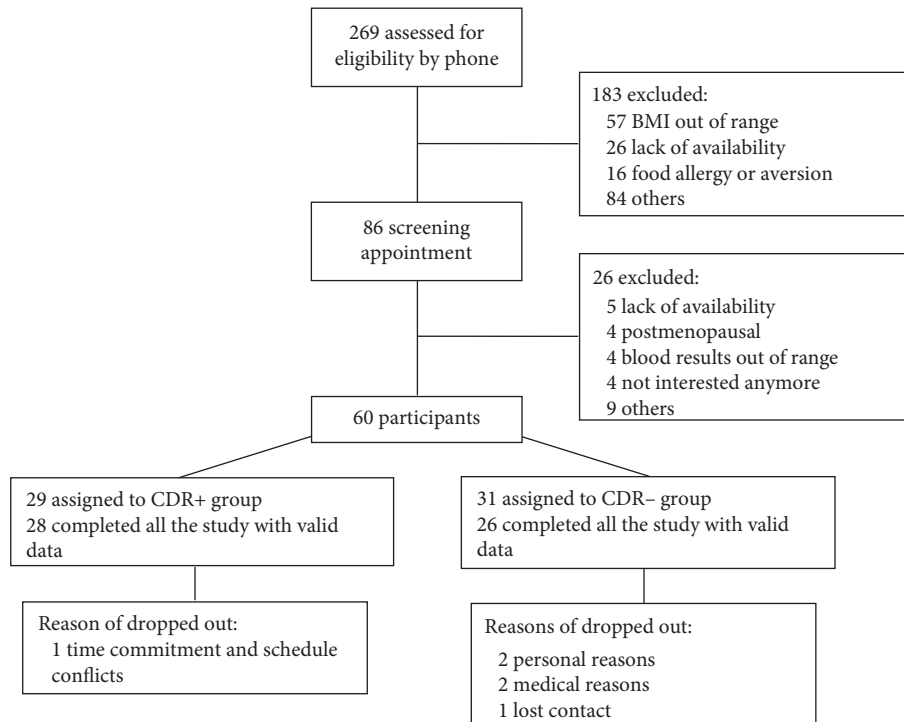 269 assessed for
eligibility by phone
183 excluded:
57 BMI out of range
26 lack of availability
16 food allergy or aversion
84 others
86 screening
appointment
26 excluded:
5 lack of availability
4 postmenopausal
4 blood results out of range
4 not interested anymore
9 others
60 participants
29 assigned to CDR+ group
28 completed all the study with valid
data
31 assigned to CDR– group
26 completed all the study with valid
data
Reason of dropped out:
1 time commitment and schedule
conflicts
Reasons of dropped out:
2 personal reasons
2 medical reasons
1 lost contact